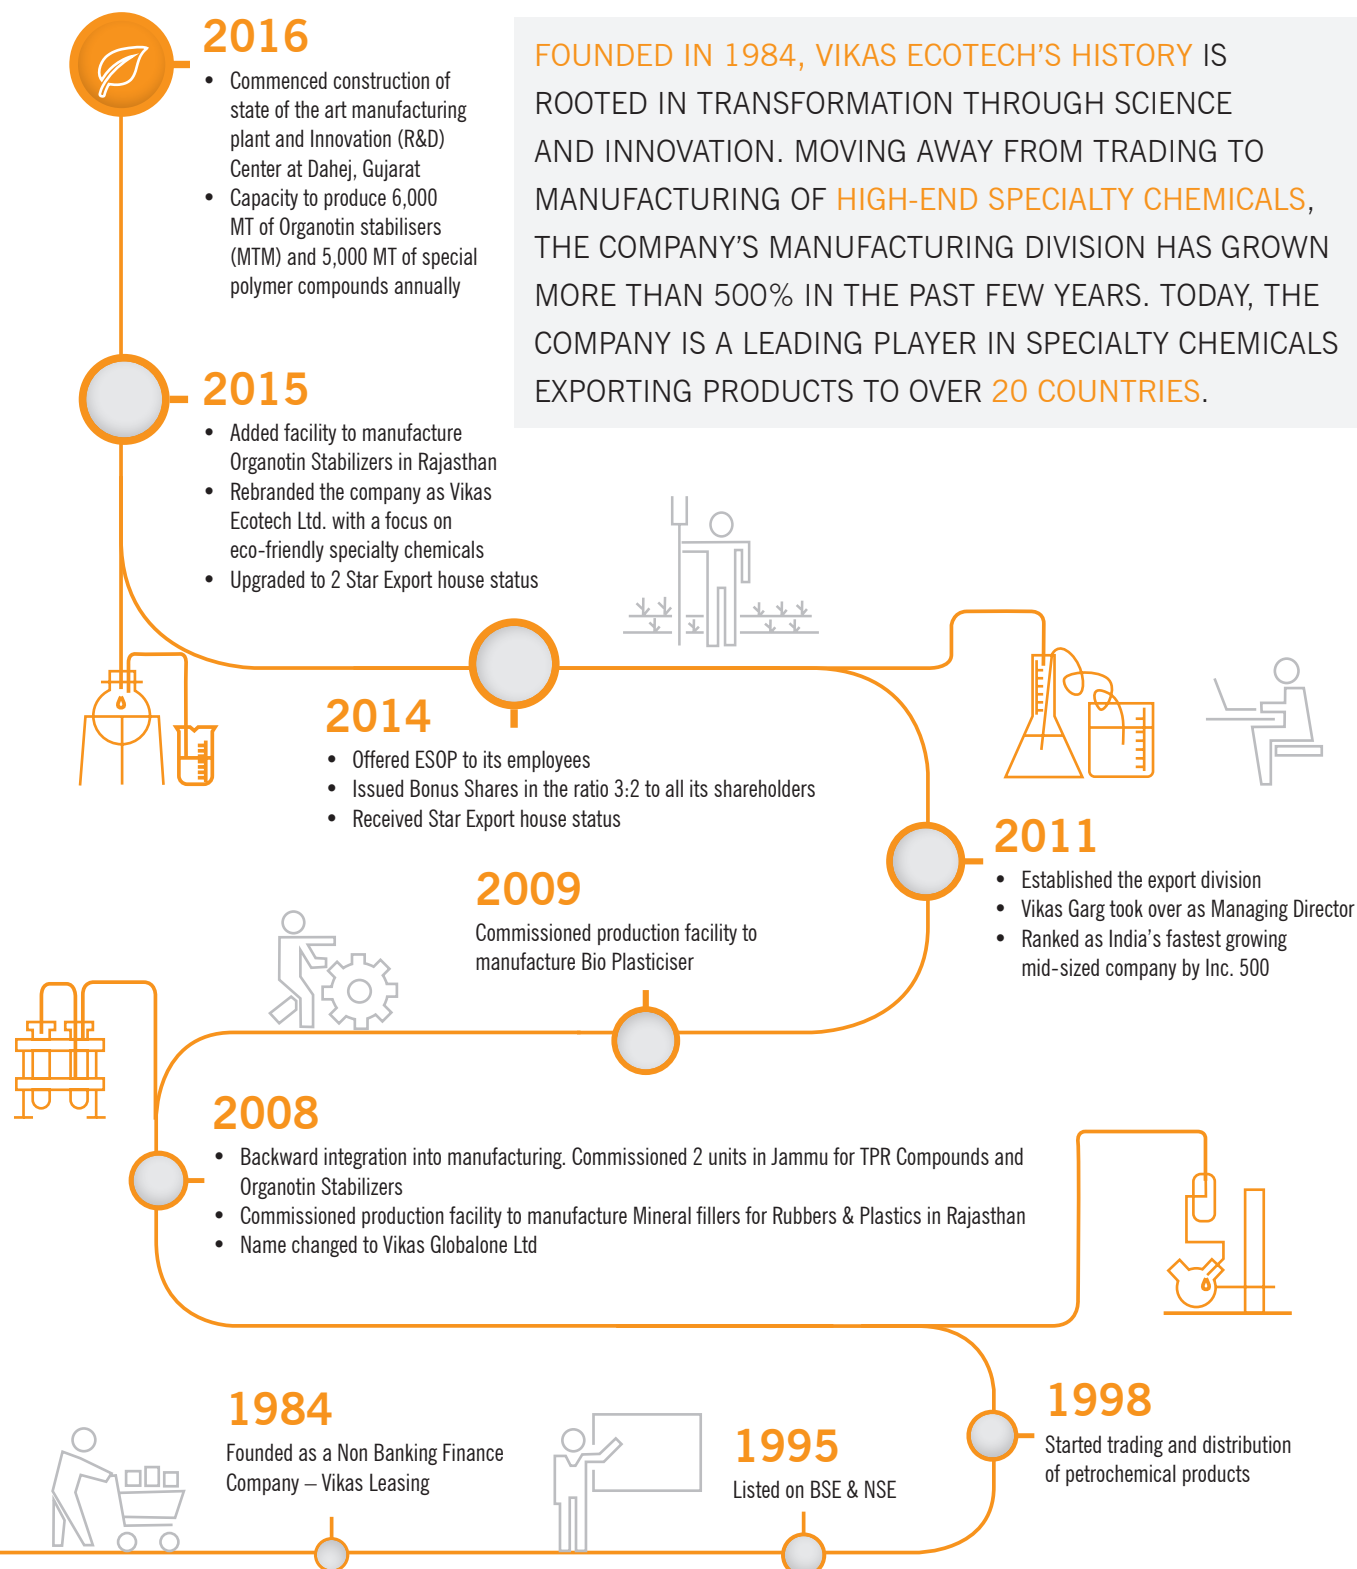 2016
• Commenced construction of
state of the art manufacturing
plant and Innovation (R&D)
Center at Dahej, Gujarat
• Capacity to produce 6,000
MT of Organotin stabilisers
(MTM) and 5,000 MT of special
polymer compounds annually
FOUNDED IN 1984, VIKAS ECOTECH’S HISTORY IS
ROOTED IN TRANSFORMATION THROUGH SCIENCE
AND INNOVATION. MOVING AWAY FROM TRADING TO
MANUFACTURING OF HIGH-END SPECIALTY CHEMICALS,
THE COMPANY’S MANUFACTURING DIVISION HAS GROWN
MORE THAN 500% IN THE PAST FEW YEARS. TODAY, THE
COMPANY IS A LEADING PLAYER IN SPECIALTY CHEMICALS
EXPORTING PRODUCTS TO OVER 20 COUNTRIES.
2015
• Added facility to manufacture
Organotin Stabilizers in Rajasthan
• Rebranded the company as Vikas
Ecotech Ltd. with a focus on
eco-friendly specialty chemicals
• Upgraded to 2 Star Export house status
2014
• Offered ESOP to its employees
• Issued Bonus Shares in the ratio 3:2 to all its shareholders
• Received Star Export house status
2011
• Established the export division
• Vikas Garg took over as Managing Director
• Ranked as India’s fastest growing
mid-sized company by Inc. 500
2009
Commissioned production facility to
manufacture Bio Plasticiser
2008
• Backward integration into manufacturing. Commissioned 2 units in Jammu for TPR Compounds and
Organotin Stabilizers
• Commissioned production facility to manufacture Mineral fillers for Rubbers & Plastics in Rajasthan
• Name changed to Vikas Globalone Ltd
1998
Started trading and distribution
of petrochemical products
1984
Founded as a Non Banking Finance
Company – Vikas Leasing
1995
Listed on BSE & NSE